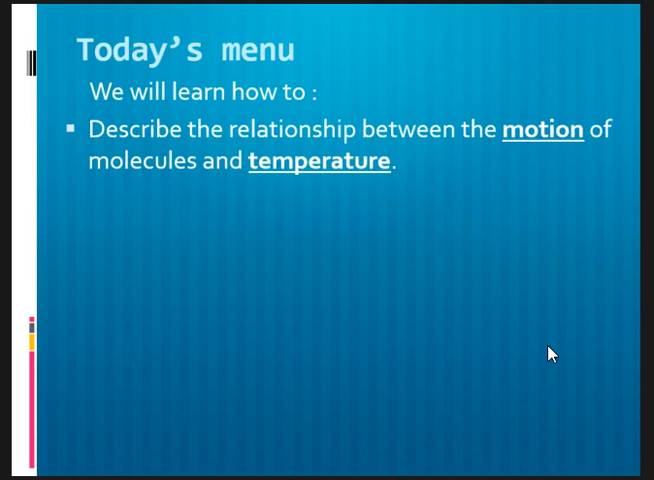 Today’s menu
We will learn how to :
▪ Describe the relationship between the motion of
molecules and temperature.